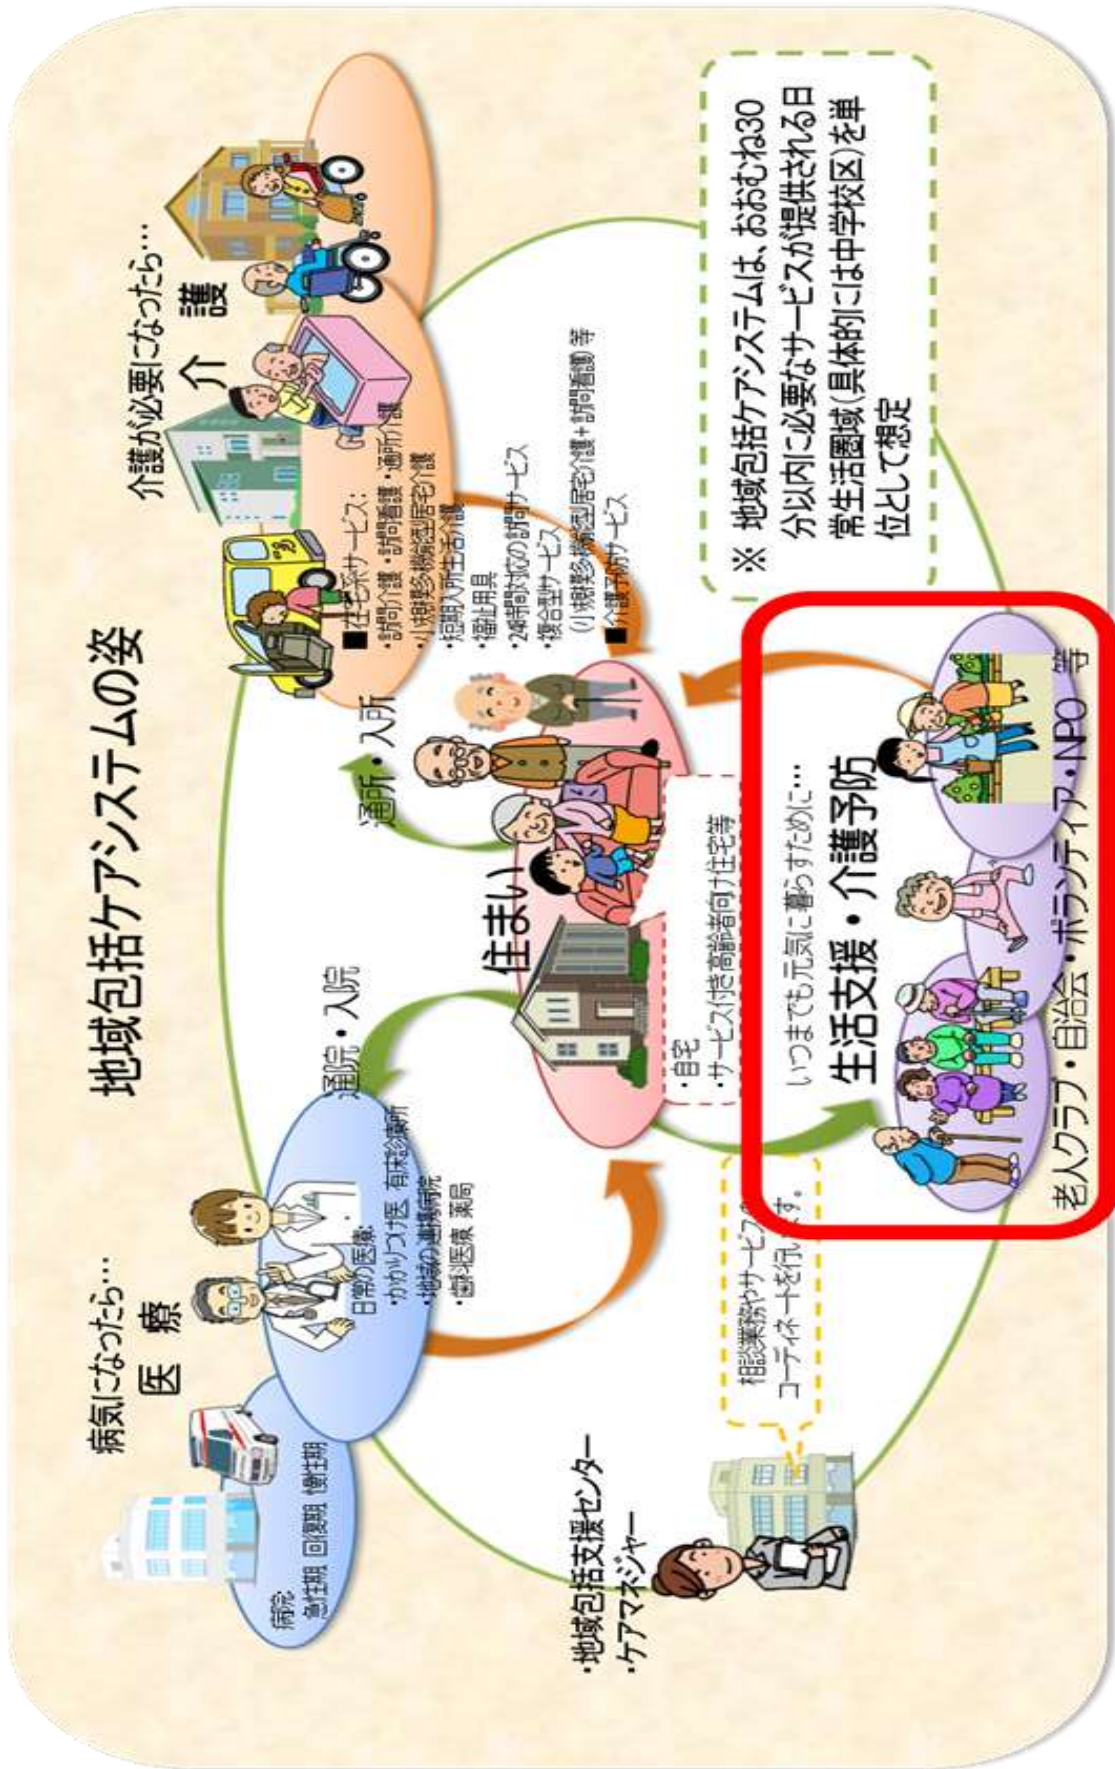 地域包括ケアシステムの姿
病気になったら…
医 療
病院:
急性期 回復期 慢性期
日常の医療:
・かかりつけ医 有床診療所
・地域の連携病院
・歯科医療 薬局
通院・入院
介護が必要になったら…
介 護
■在宅系サービス:
・訪問介護 ・訪問看護 ・通所介護
・小規模多機能型居宅介護
・短期入所生活介護
・福祉用具
・24時間対応の訪問サービス
・複合型サービス
(小規模多機能型居宅介護+訪問看護) 等
■介護予防サービス
通所・入所
住まい
・自宅
・サービス付き高齢者向け住宅等
・地域包括支援センター
・ケアマネジャー
相談業務やサービスの
コーディネートを行います。
いつまでも元気に暮らすために…
生活支援・介護予防
老人クラブ・自治会・ボランティア・NPO 等
※ 地域包括ケアシステムは、おおむね30
分以内に必要なサービスが提供される日
常生活圏域(具体的には中学校区)を単
位として想定